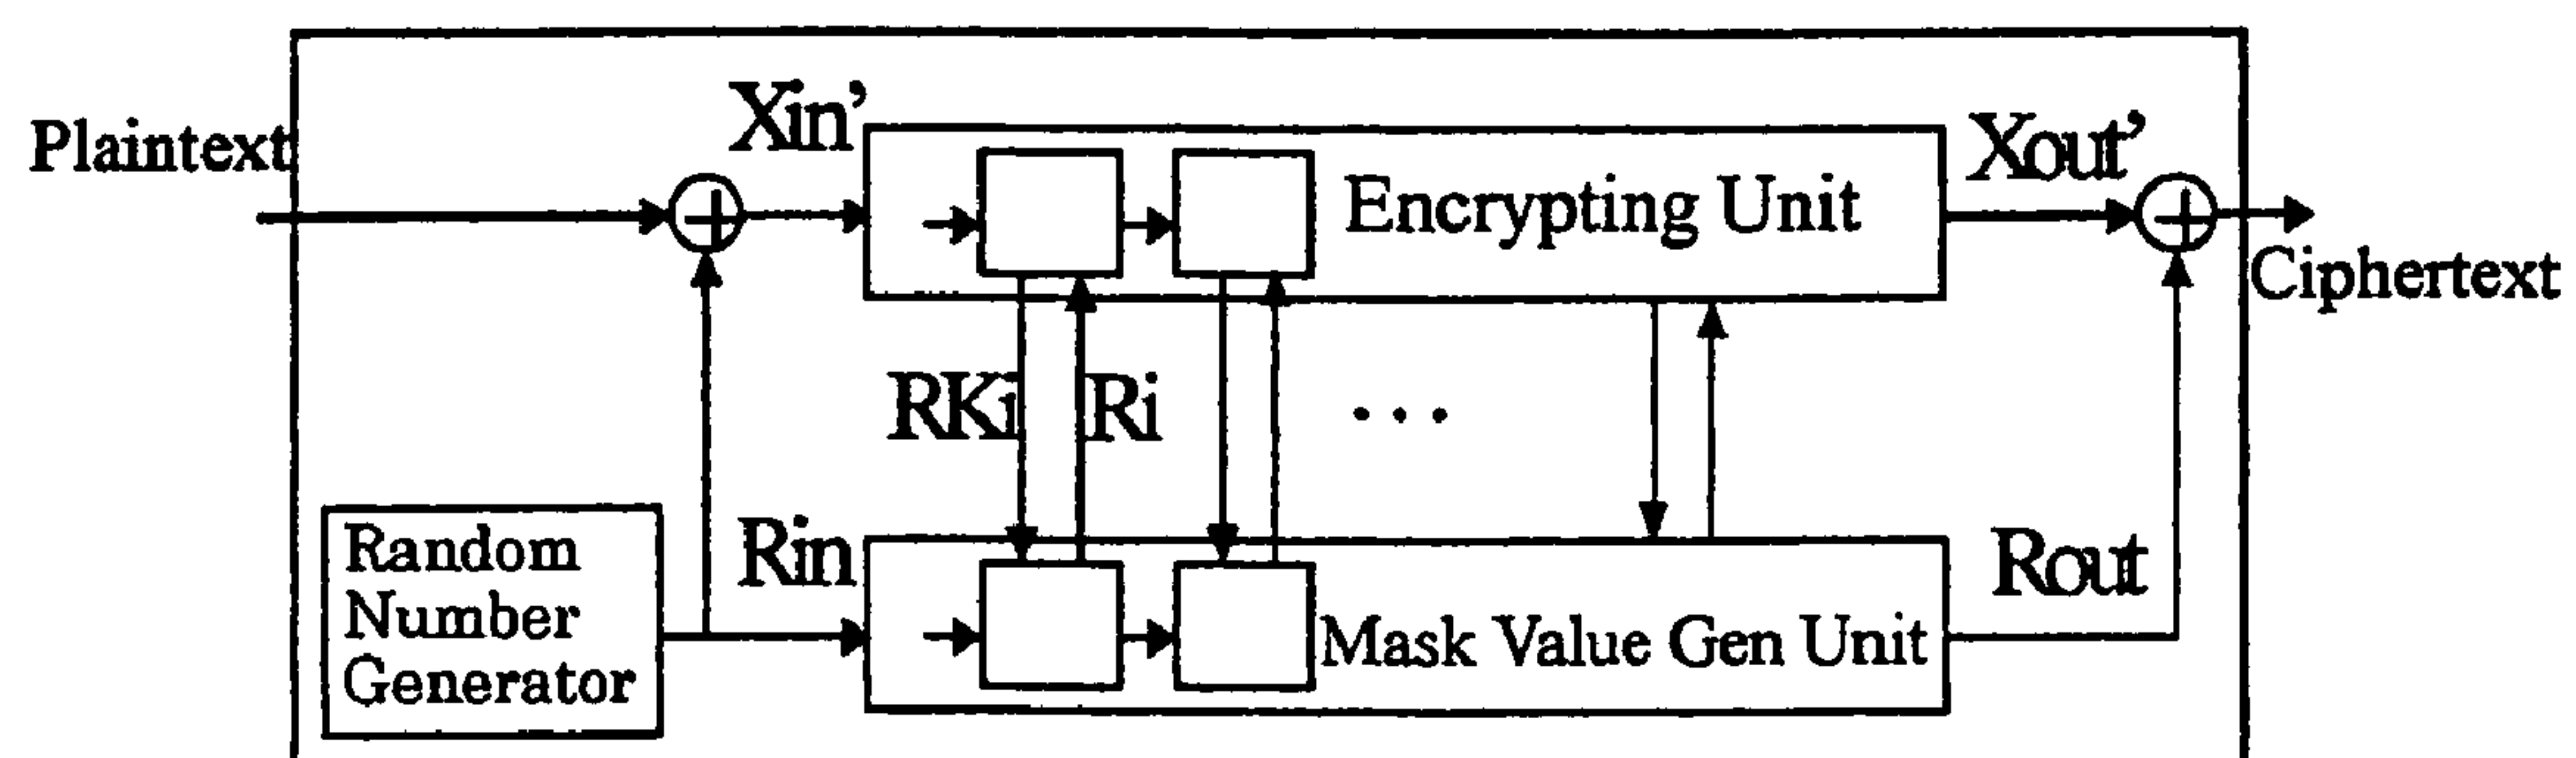 Plaintext
Xin'
Encrypting Unit
Xout'
Ciphertext
RKi
Ri
...
Random
Number
Generator
Rin
Mask Value Gen Unit
Rout